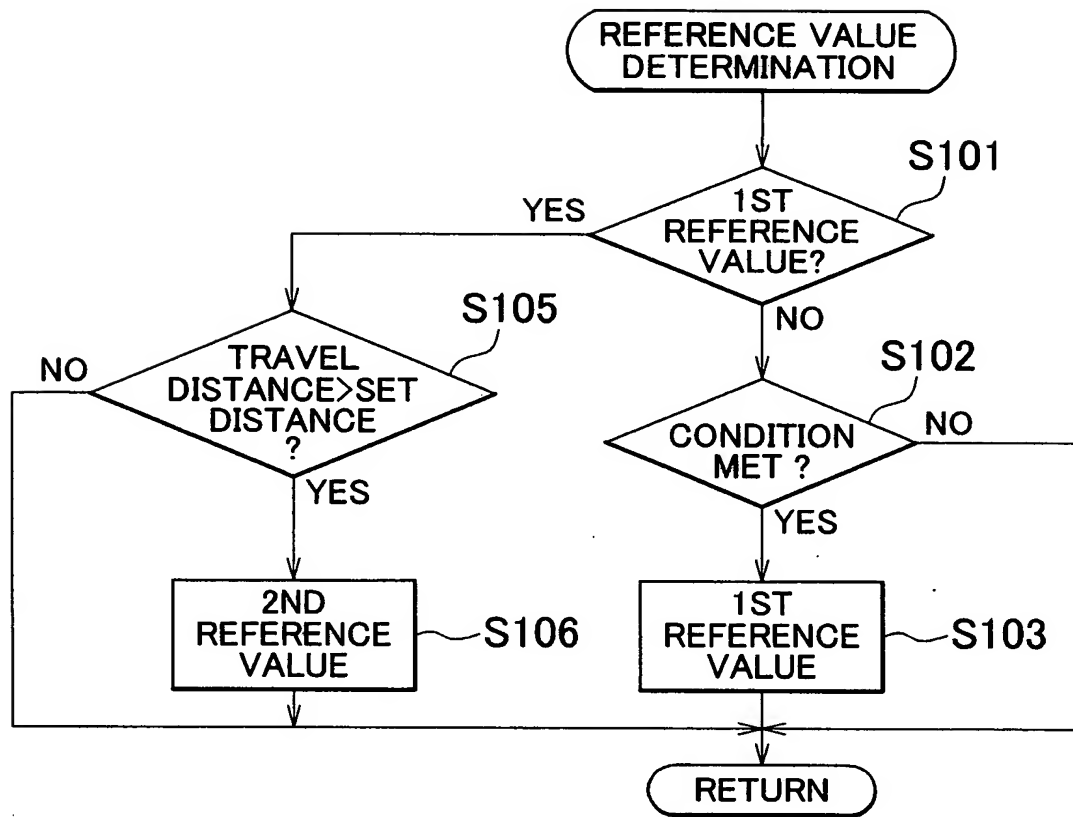 REFERENCE VALUE
DETERMINATION
S101
1ST
REFERENCE
VALUE?
YES
NO
S105
TRAVEL
DISTANCE>SET
DISTANCE
?
NO
YES
S102
CONDITION
MET ?
NO
YES
2ND
REFERENCE
VALUE
S106
1ST
REFERENCE
VALUE
S103
RETURN